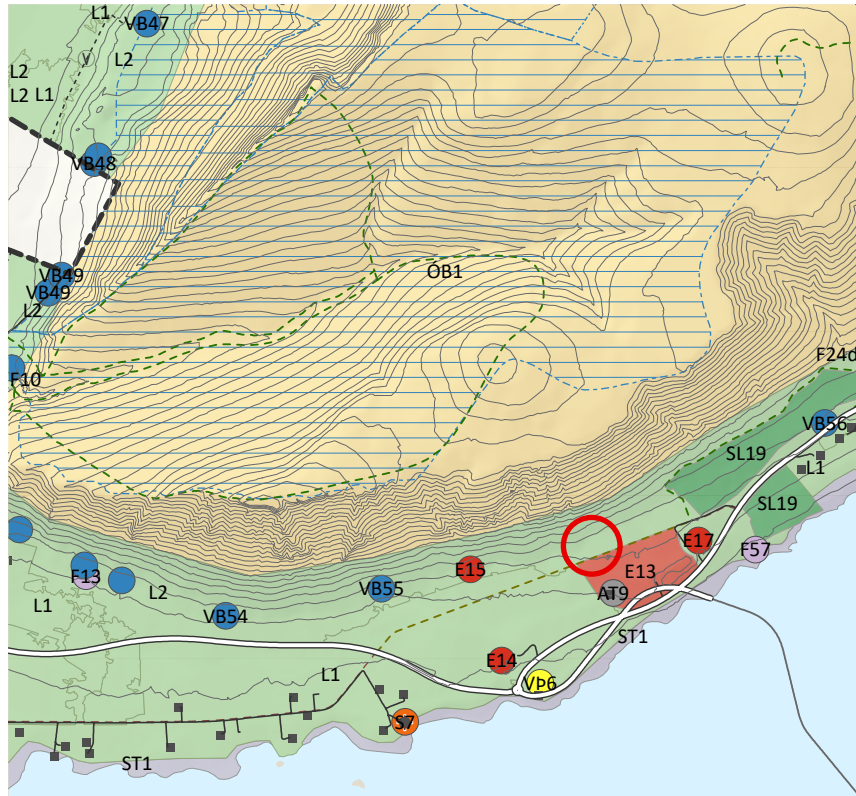 L1
VB47
L2
V
L2
L2 L1
VB48
VB49
OB1
VB49
L2
F24d
F10
VB56
SL19
L1
SL19
E17
F57
E15
E13
F13
L2
VB55
AT9
L1
VB54
ST1
E14
L1
VÞ6
S7
ST1